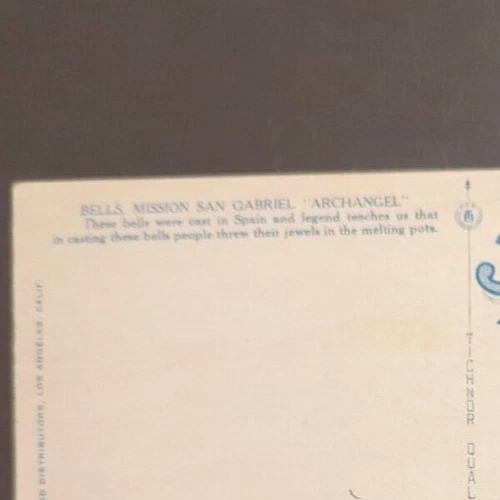 BELLS, MISSION SAN GABRIEL "ARCHANGEL"
These bells were cast in Spain and legend teaches us that
in casting these bells people threw their jewels in the melting pots.
DISTRIBUTORS, LOS ANGELES, CALIF.
TICHNOR QUAL